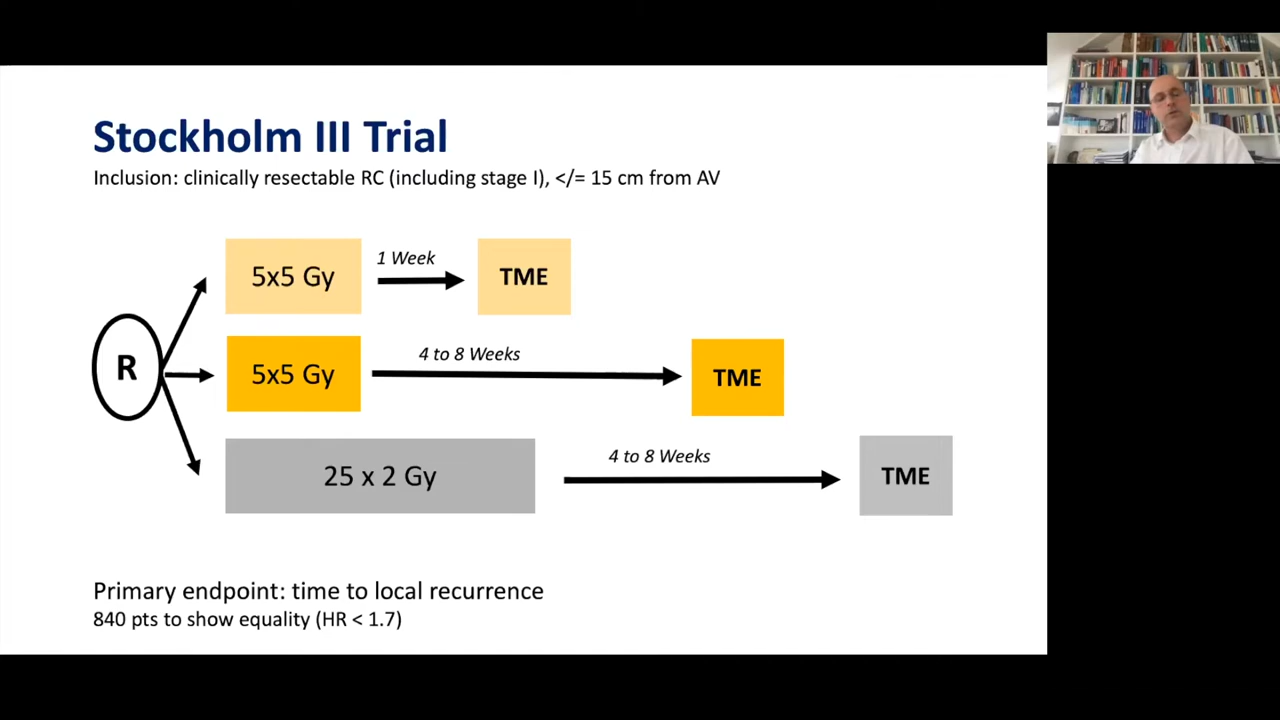 Stockholm III Trial
Inclusion: clinically resectable RC (including stage I), </= 15 cm from AV
5x5 Gy
1 Week
TME
R
5x5 Gy
4 to 8 Weeks
TME
25 x 2 Gy
4 to 8 Weeks
TME
Primary endpoint: time to local recurrence
840 pts to show equality (HR < 1.7)